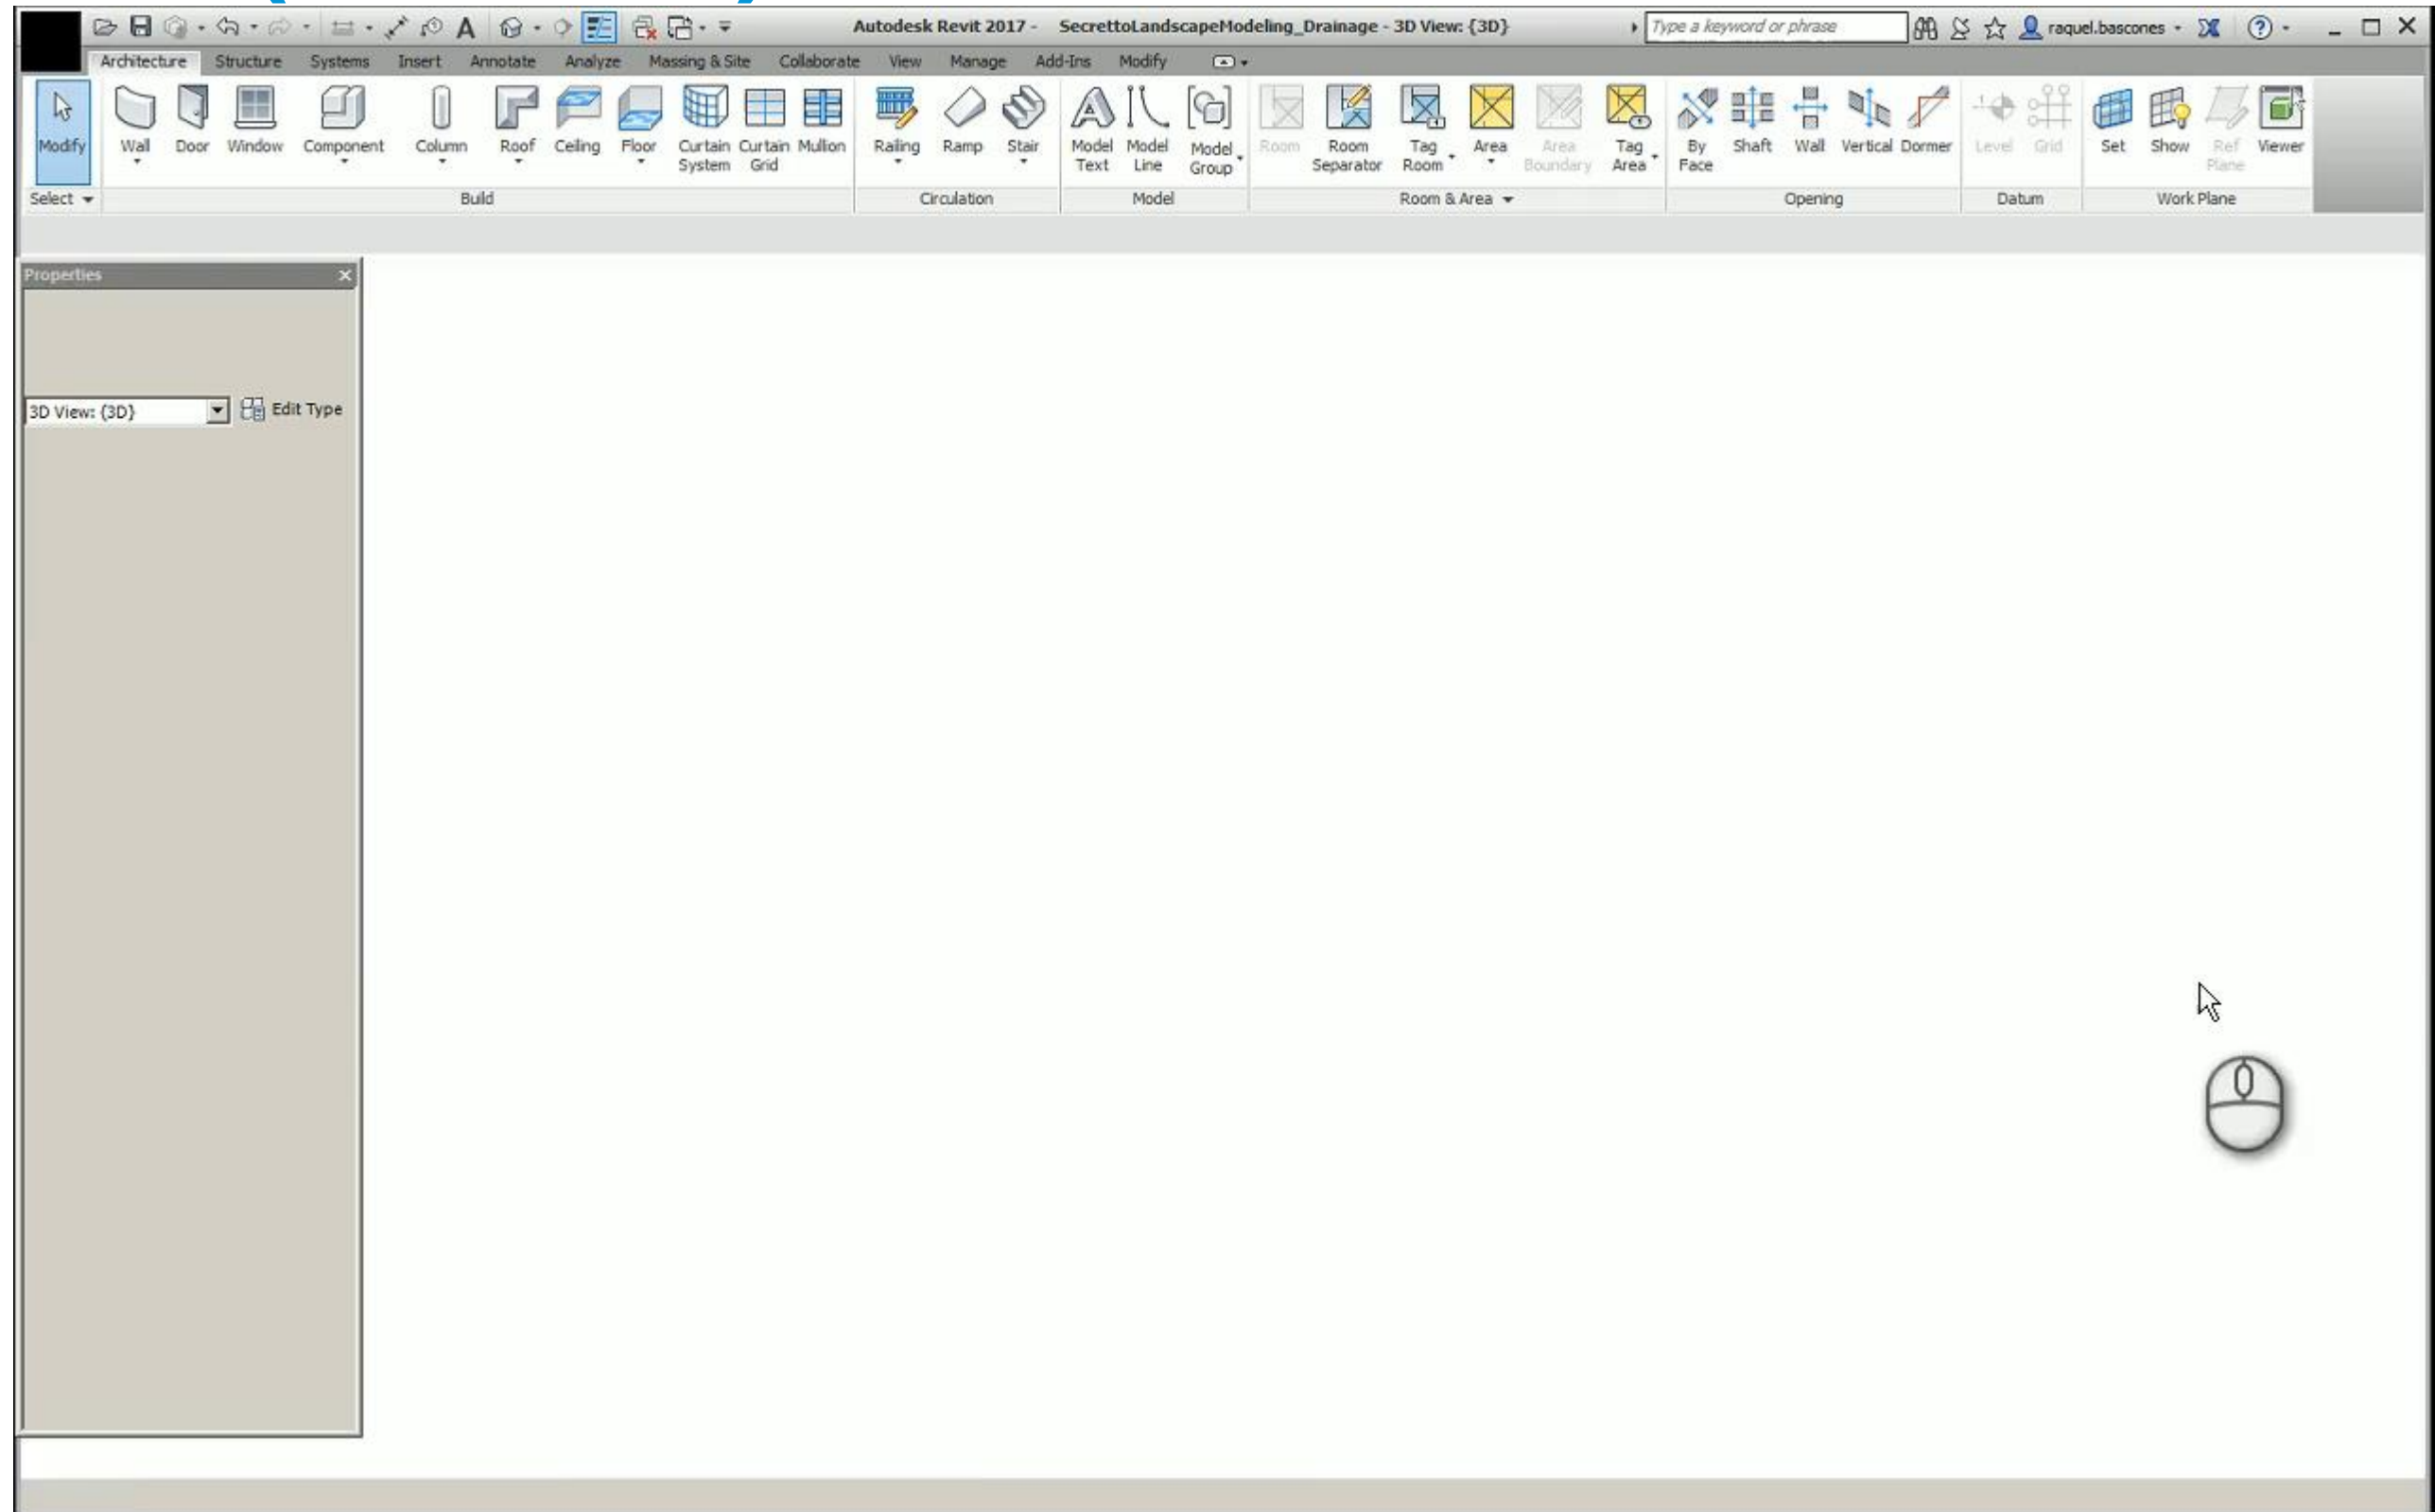 Autodesk Revit 2017 - SecrettoLandscapeModeling_Drainage - 3D View: {3D} Type a keyword or phrase raquel.bascones
Architecture Structure Systems Insert Annotate Analyze Massing & Site Collaborate View Manage Add-Ins Modify
Modify Wall Door Window Component Column Roof Ceiling Floor Curtain System Curtain Grid Mullion Railing Ramp Stair Model Text Model Line Model Group Room Room Separator Tag Room Area Area Boundary Tag Area By Face Shaft Wall Vertical Dormer Level Grid Set Show Ref Plane Viewer
Select Build Circulation Model Room & Area Opening Datum Work Plane
Properties
3D View: {3D} Edit Type